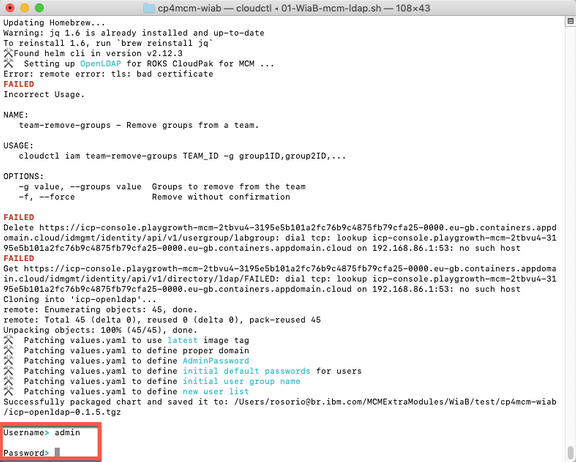 cp4mcm-wiab — cloudctl ‹ 01-WiaB-mcm-ldap.sh — 108×43
Updating Homebrew...
Warning: jq 1.6 is already installed and up-to-date
To reinstall 1.6, run `brew reinstall jq`
Found helm cli in version v2.12.3
Setting up OpenLDAP for ROKS CloudPak for MCM ...
Error: remote error: tls: bad certificate
FAILED
Incorrect Usage.
NAME:
team-remove-groups - Remove groups from a team.
USAGE:
cloudctl iam team-remove-groups TEAM_ID -g group1ID,group2ID,...
OPTIONS:
-g value, --groups value  Groups to remove from the team
-f, --force               Remove without confirmation
FAILED
Delete https://icp-console.playgrowth-mcm-2tbvu4-3195e5b101a2fc76b9c4875fb79cfa25-0000.eu-gb.containers.appd
omain.cloud/idmgmt/identity/api/v1/usergroup/labgroup: dial tcp: lookup icp-console.playgrowth-mcm-2tbvu4-31
95e5b101a2fc76b9c4875fb79cfa25-0000.eu-gb.containers.appdomain.cloud on 192.168.86.1:53: no such host
FAILED
Get https://icp-console.playgrowth-mcm-2tbvu4-3195e5b101a2fc76b9c4875fb79cfa25-0000.eu-gb.containers.appdoma
in.cloud/idmgmt/identity/api/v1/directory/ldap/FAILED: dial tcp: lookup icp-console.playgrowth-mcm-2tbvu4-31
95e5b101a2fc76b9c4875fb79cfa25-0000.eu-gb.containers.appdomain.cloud on 192.168.86.1:53: no such host
Cloning into 'icp-openldap'...
remote: Enumerating objects: 45, done.
remote: Total 45 (delta 0), reused 0 (delta 0), pack-reused 45
Unpacking objects: 100% (45/45), done.
Patching values.yaml to use latest image tag
Patching values.yaml to define proper domain
Patching values.yaml to define AdminPassword
Patching values.yaml to define initial default passwords for users
Patching values.yaml to define initial user group name
Patching values.yaml to define new user list
Successfully packaged chart and saved it to: /Users/rosorio@br.ibm.com/MCMExtraModules/WiaB/test/cp4mcm-wiab
/icp-openldap-0.1.5.tgz
Username> admin
Password>